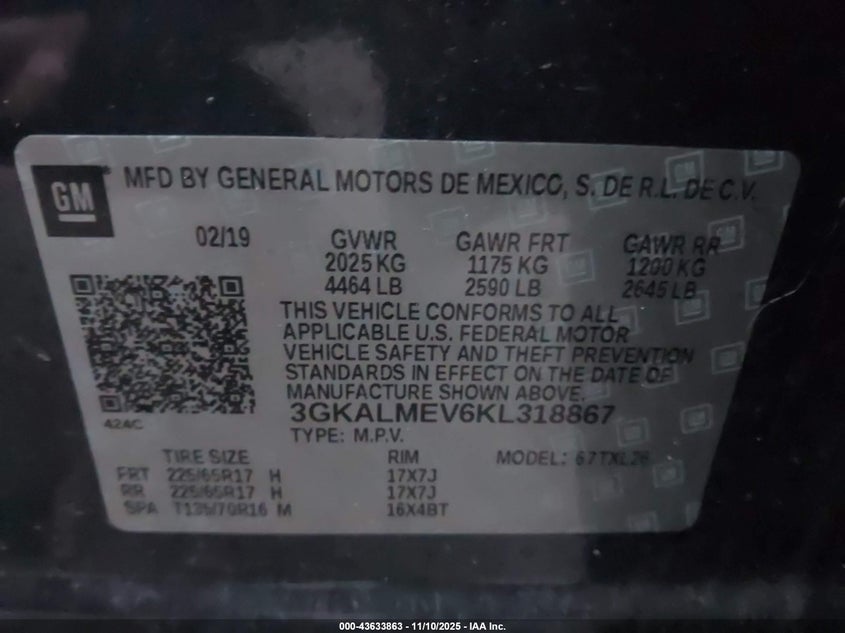 GM
MFD BY GENERAL MOTORS DE MEXICO, S. DE R.L. DE C.V.
02/19 GVWR GAWR FRT GAWR RR
2025 KG 1175 KG 1200 KG
4464 LB 2590 LB 2645 LB
THIS VEHICLE CONFORMS TO ALL
APPLICABLE U.S. FEDERAL MOTOR
VEHICLE SAFETY AND THEFT PREVENTION
STANDARDS IN EFFECT ON THE DATE OF
MANUFACTURE SHOWN ABOVE.
3GKALMEV6KL318867
424C
TYPE: M.P.V.
TIRE SIZE RIM MODEL: 67TXL26
FRT 225/65R17 H 17X7J
RR 225/65R17 H 17X7J
SPA T135/70R16 M 16X4BT
000-43633863 - 11/10/2025 - IAA Inc.